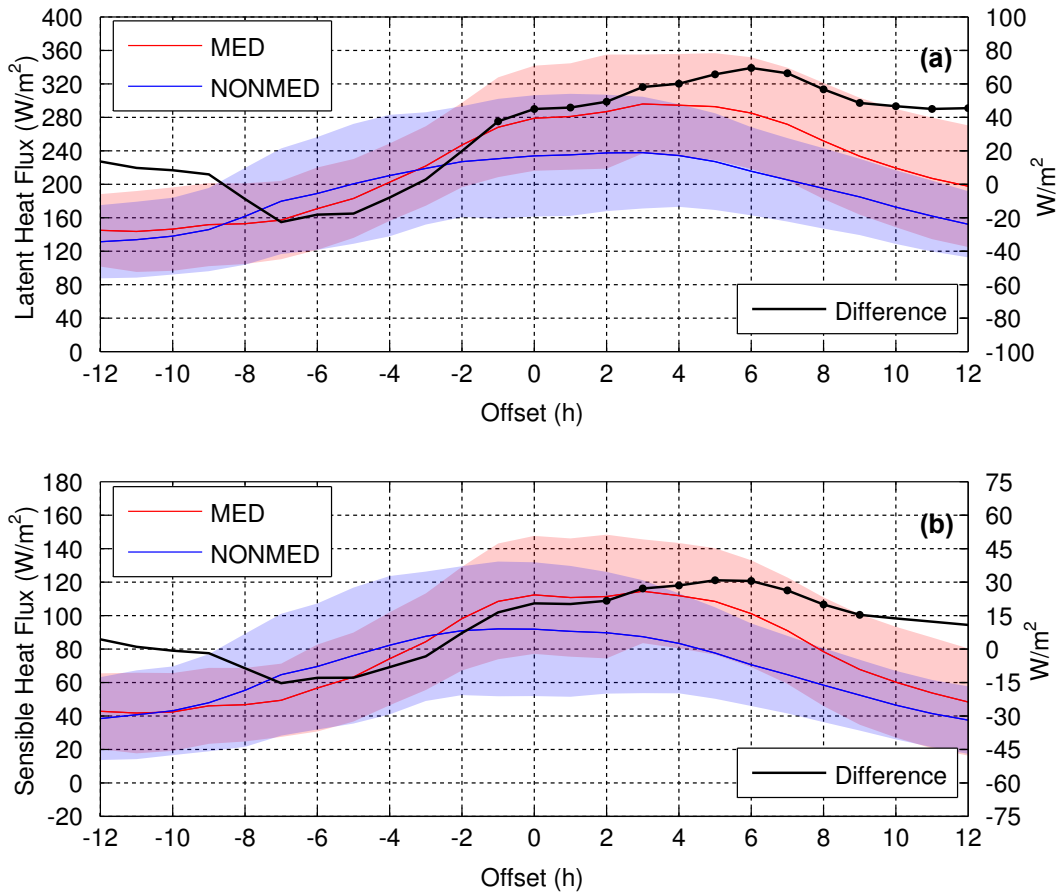 400
360
320
280
240
200
160
120
80
40
0
Latent Heat Flux (W/m²)
MED
NONMED
(a)
Difference
100
80
60
40
20
0
-20
-40
-60
-80
-100
W/m²
-12 -10 -8 -6 -4 -2 0 2 4 6 8 10 12
Offset (h)
180
160
140
120
100
80
60
40
20
0
-20
Sensible Heat Flux (W/m²)
MED
NONMED
(b)
Difference
75
60
45
30
15
0
-15
-30
-45
-60
-75
W/m²
-12 -10 -8 -6 -4 -2 0 2 4 6 8 10 12
Offset (h)